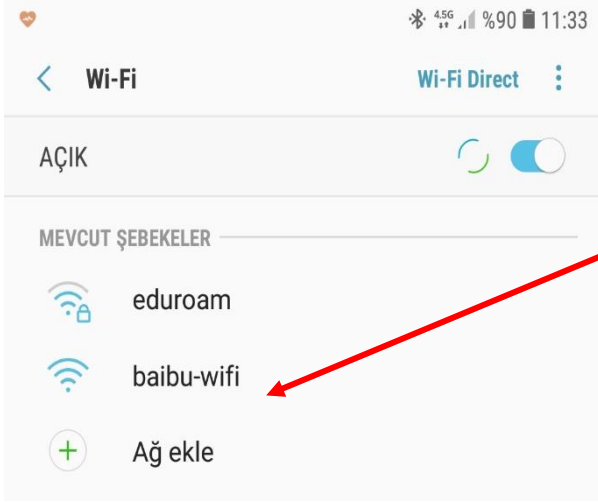 4.5G %90 11:33
Wi-Fi Wi-Fi Direct
AÇIK
MEVCUT ŞEBEKELER
eduroam
baibu-wifi
Ağ ekle